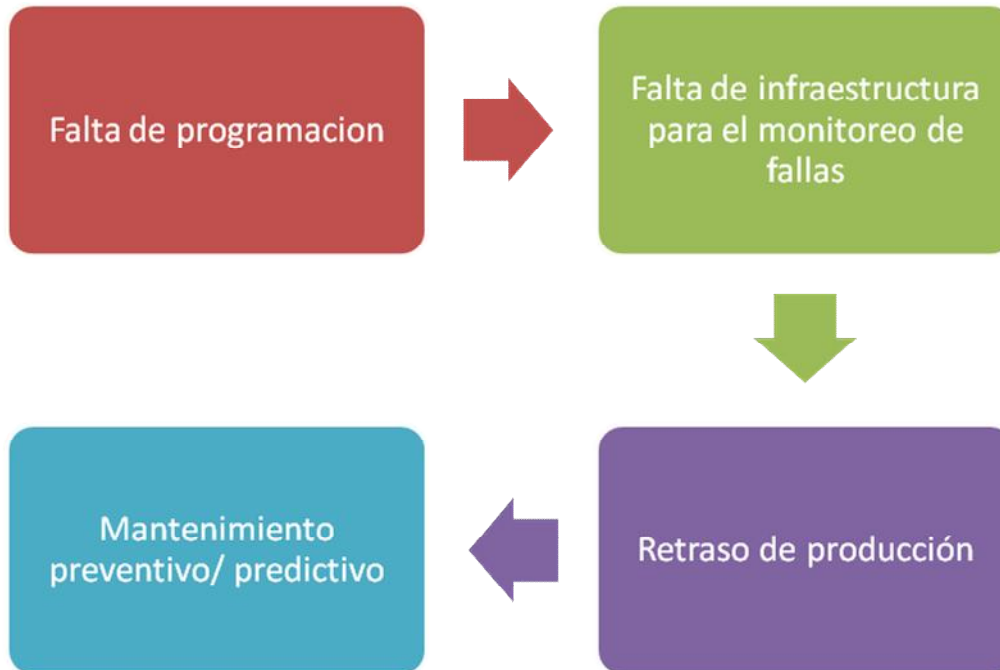 Falta de programacion
Falta de infraestructura
para el monitoreo de
fallas
Retraso de producción
Mantenimiento
preventivo/ predictivo